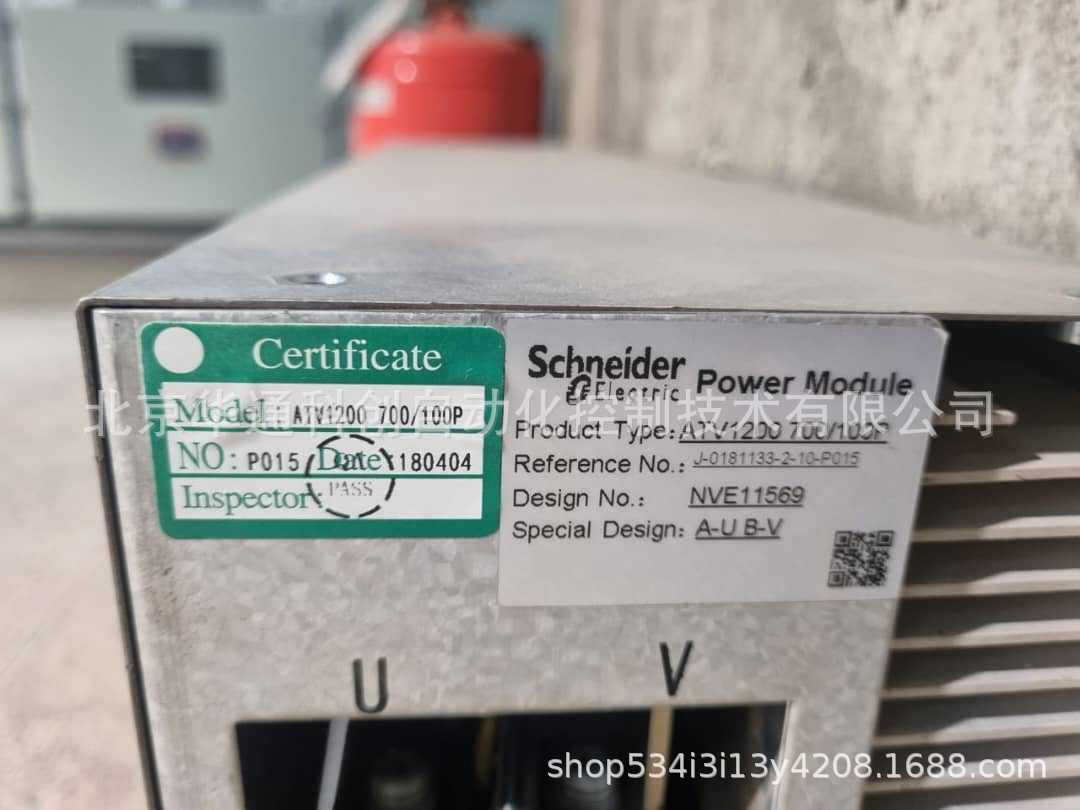 Certificate
Model: ATV1200 700/100P
NO: P015 Date 180404
PASS
Inspector:
Schneider
Electric
Power Module
Product Type: ATV1200 700/100P
Reference No.: J-0181133-2-10-P015
Design No.: NVE11569
Special Design: A-U B-V
U V
北京华通科创自动化控制技术有限公司
shop534i3i13y4208.1688.com